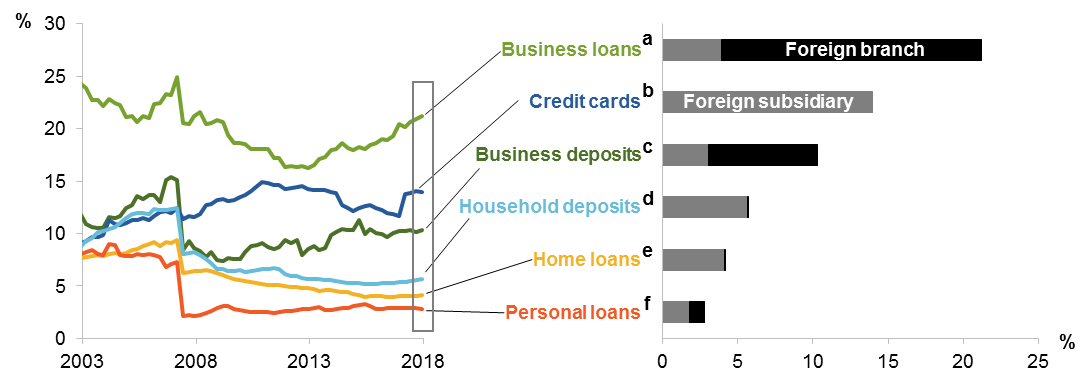 %
30
25
20
15
10
5
0
2003
2008
2013
2018
Business loans a
Credit cards b
Business deposits c
Household deposits d
Home loans e
Personal loans f
Foreign branch
Foreign subsidiary
0
5
10
15
20
25
%